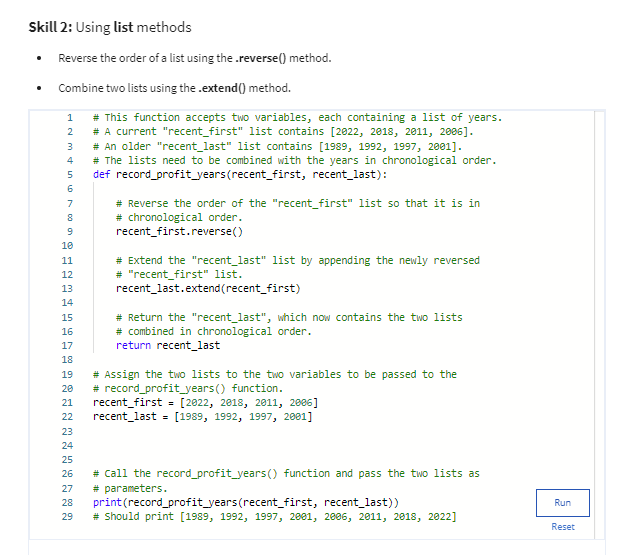 Skill 2: Using list methods
• Reverse the order of a list using the .reverse() method.
• Combine two lists using the .extend() method.
1 # This function accepts two variables, each containing a list of years.
2 # A current "recent_first" list contains [2022, 2018, 2011, 2006].
3 # An older "recent_last" list contains [1989, 1992, 1997, 2001].
4 # The lists need to be combined with the years in chronological order.
5 def record_profit_years(recent_first, recent_last):
6
7     # Reverse the order of the "recent_first" list so that it is in
8     # chronological order.
9     recent_first.reverse()
10
11     # Extend the "recent_last" list by appending the newly reversed
12     # "recent_first" list.
13     recent_last.extend(recent_first)
14
15     # Return the "recent_last", which now contains the two lists
16     # combined in chronological order.
17     return recent_last
18
19 # Assign the two lists to the two variables to be passed to the
20 # record_profit_years() function.
21 recent_first = [2022, 2018, 2011, 2006]
22 recent_last = [1989, 1992, 1997, 2001]
23
24
25
26 # Call the record_profit_years() function and pass the two lists as
27 # parameters.
28 print(record_profit_years(recent_first, recent_last))
29 # Should print [1989, 1992, 1997, 2001, 2006, 2011, 2018, 2022]
Run
Reset